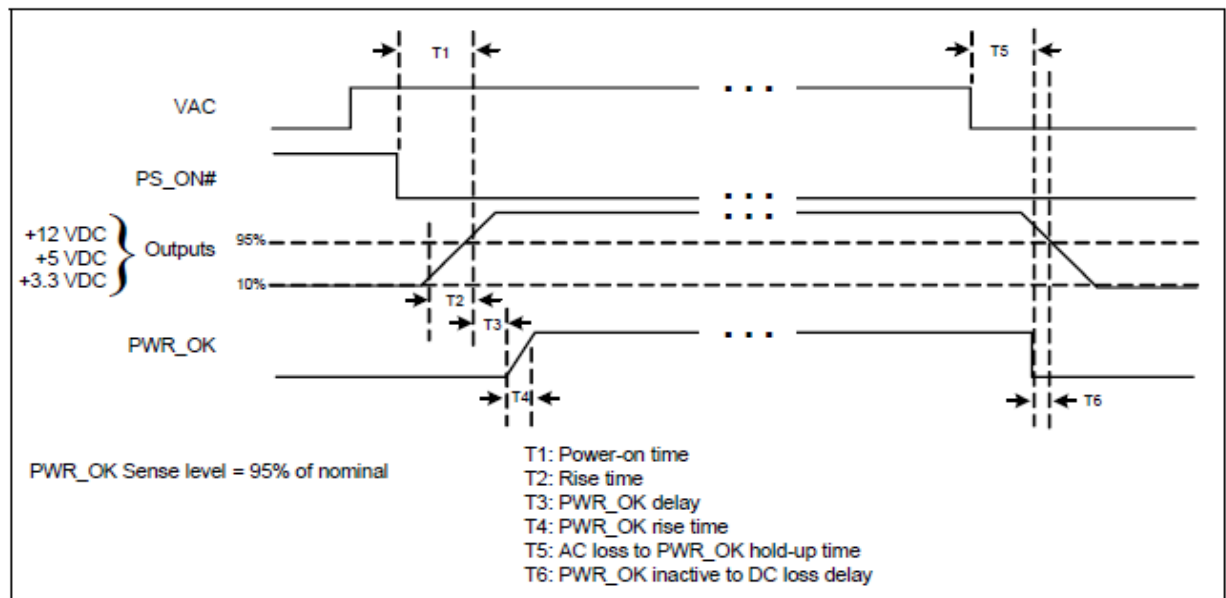 T1
T5
VAC
PS_ON#
+12 VDC
+5 VDC
+3.3 VDC
Outputs
95%
10%
T2
T3
PWR_OK
T4
T6
PWR_OK Sense level = 95% of nominal
T1: Power-on time
T2: Rise time
T3: PWR_OK delay
T4: PWR_OK rise time
T5: AC loss to PWR_OK hold-up time
T6: PWR_OK inactive to DC loss delay